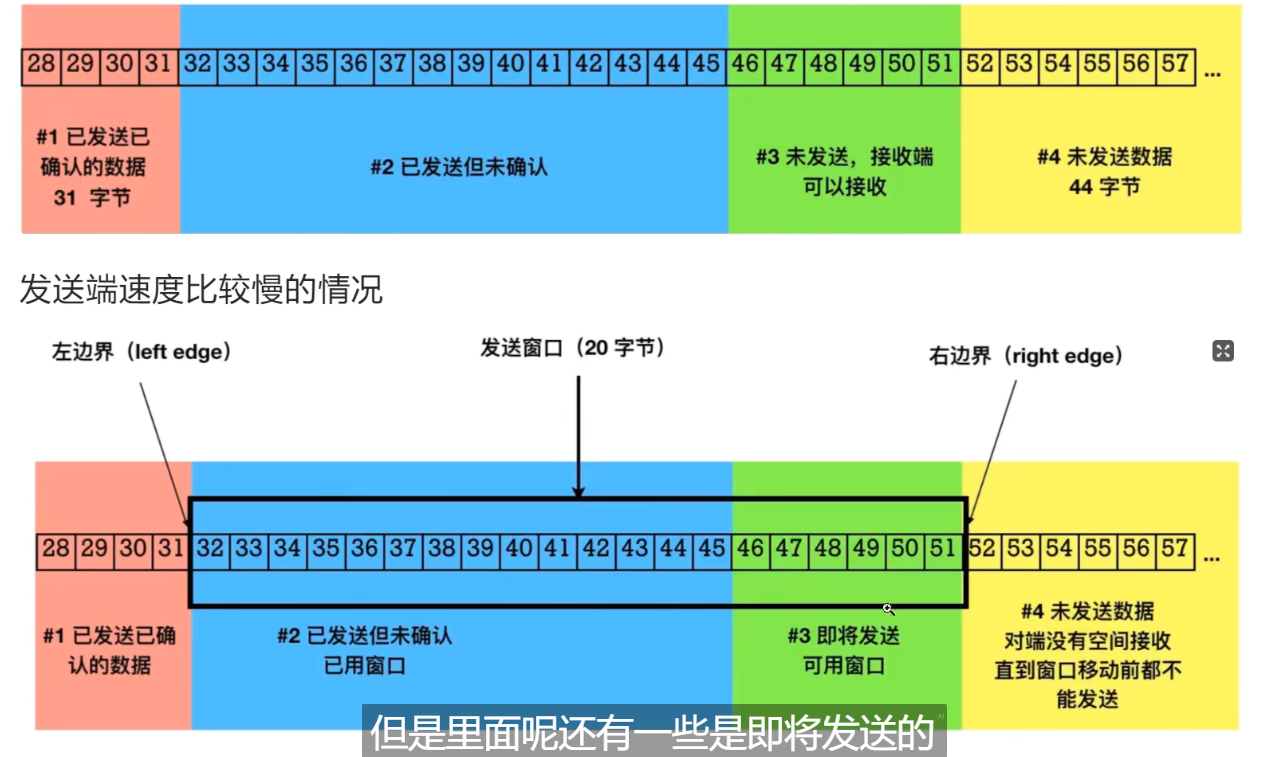 28 29 30 31 32 33 34 35 36 37 38 39 40 41 42 43 44 45 46 47 48 49 50 51 52 53 54 55 56 57 ...
#1 已发送已
确认的数据
31 字节
#2 已发送但未确认
#3 未发送，接收端
可以接收
#4 未发送数据
44 字节
发送端速度比较慢的情况
左边界（left edge）
发送窗口（20 字节）
右边界（right edge）
28 29 30 31 32 33 34 35 36 37 38 39 40 41 42 43 44 45 46 47 48 49 50 51 52 53 54 55 56 57 ...
#1 已发送已确
认的数据
#2 已发送但未确认
已用窗口
#3 即将发送
可用窗口
#4 未发送数据
对端没有空间接收
直到窗口移动前都不
能发送
但是里面呢还有一些是即将发送的
AI